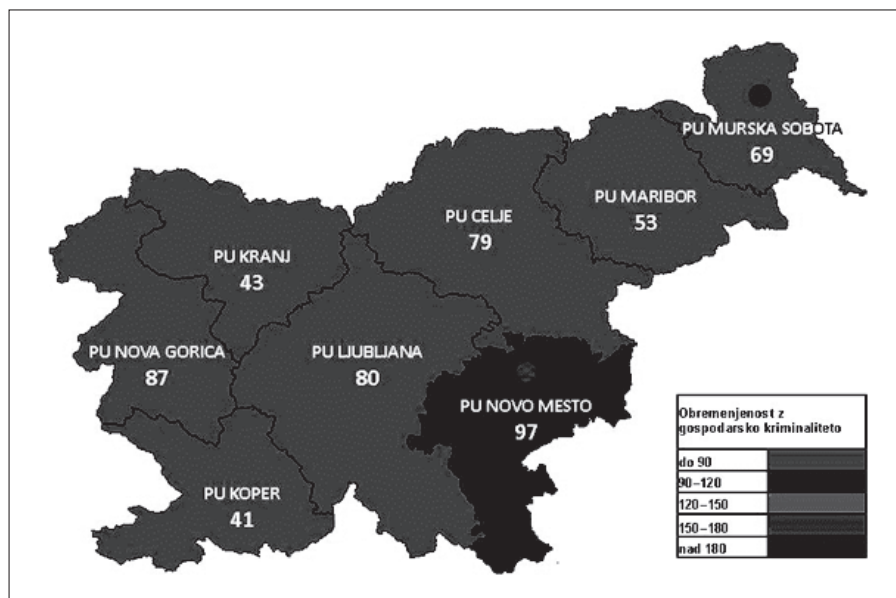 PU MURSKA SOBOTA
69
PU MARIBOR
53
PU CELJE
79
PU KRANJ
43
PU NOVA GORICA
87
PU LJUBLJANA
80
PU NOVO MESTO
97
PU KOPER
41
Obremenjenost z
gospodarsko kriminaliteto
do 90
90–120
120–150
150–180
nad 180